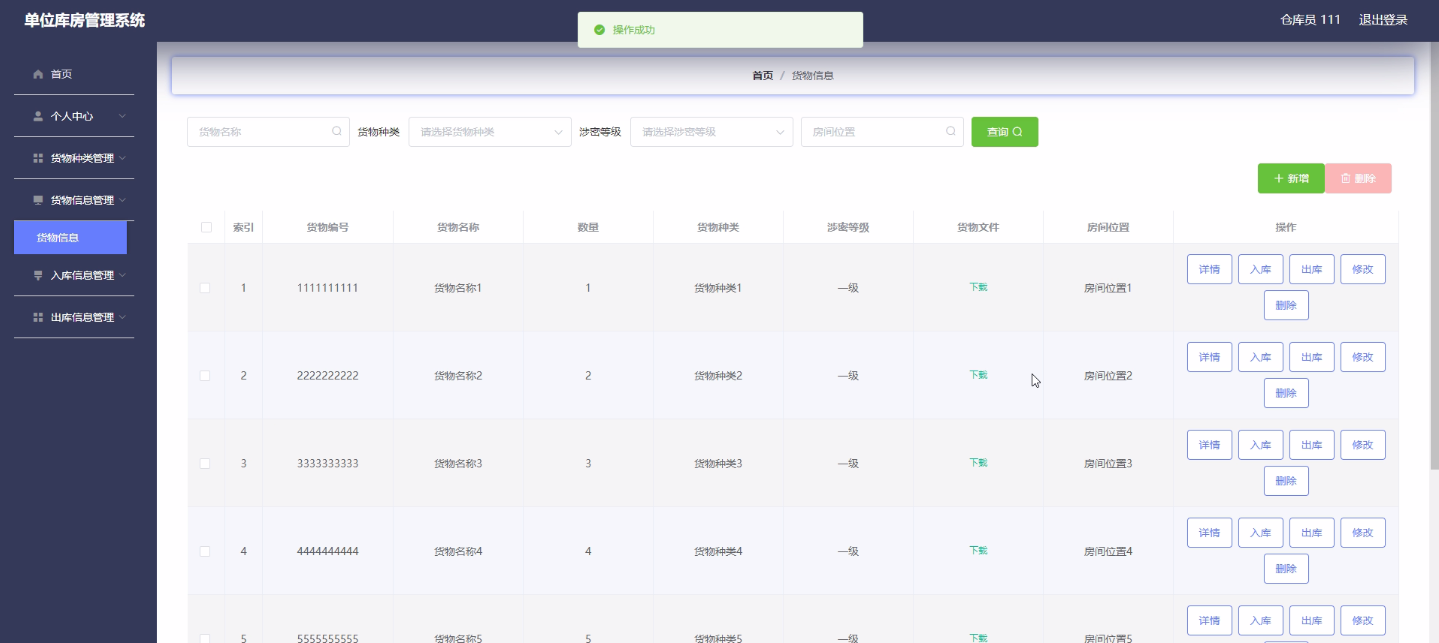 单位库房管理系统
操作成功
仓库员 111 退出登录
首页
个人中心
货物种类管理
货物信息管理
货物信息
入库信息管理
出库信息管理
首页 / 货物信息
货物名称 货物种类 请选择货物种类 涉密等级 请选择涉密等级 房间位置 查询
新增 删除
索引 货物编号 货物名称 数量 货物种类 涉密等级 货物文件 房间位置 操作
1 1111111111 货物名称1 1 货物种类1 一级 下载 房间位置1 详情 入库 出库 修改
删除
2 2222222222 货物名称2 2 货物种类2 一级 下载 房间位置2 详情 入库 出库 修改
删除
3 3333333333 货物名称3 3 货物种类3 一级 下载 房间位置3 详情 入库 出库 修改
删除
4 4444444444 货物名称4 4 货物种类4 一级 下载 房间位置4 详情 入库 出库 修改
删除
5 5555555555 货物名称5 5 货物种类5 一级 下载 房间位置5 详情 入库 出库 修改